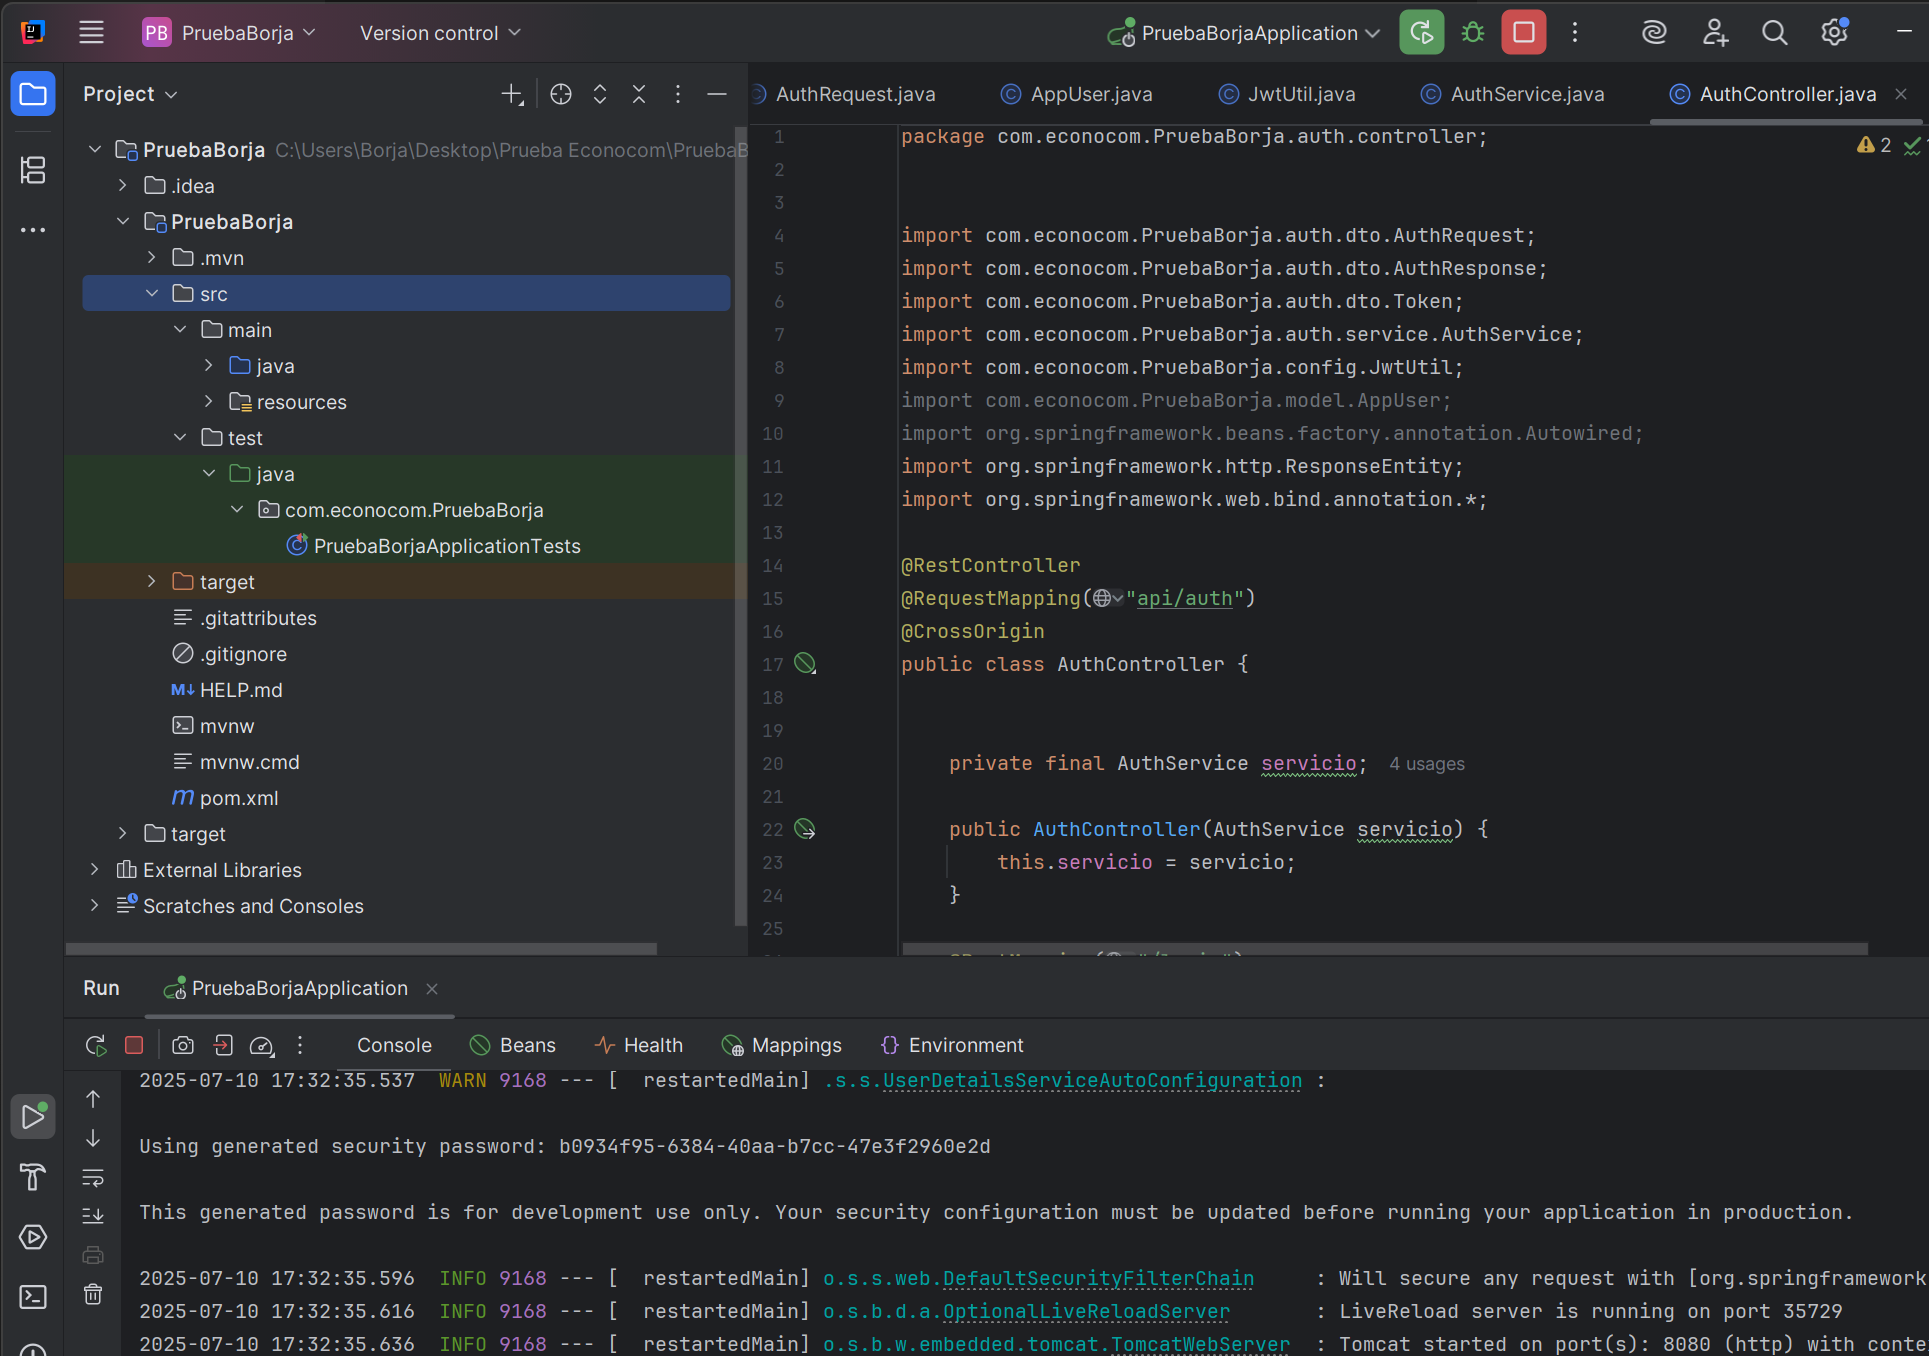 PB PruebaBorja Version control PruebaBorjaApplication
Project
AuthRequest.java AppUser.java JwtUtil.java AuthService.java AuthController.java
PruebaBorja C:\Users\Borja\Desktop\Prueba Econocom\PruebaB
.idea
PruebaBorja
.mvn
src
main
java
resources
test
java
com.econocom.PruebaBorja
PruebaBorjaApplicationTests
target
.gitattributes
.gitignore
M↓ HELP.md
mvnw
mvnw.cmd
m pom.xml
target
External Libraries
Scratches and Consoles
2
1 package com.econocom.PruebaBorja.auth.controller;
2
3
4 import com.econocom.PruebaBorja.auth.dto.AuthRequest;
5 import com.econocom.PruebaBorja.auth.dto.AuthResponse;
6 import com.econocom.PruebaBorja.auth.dto.Token;
7 import com.econocom.PruebaBorja.auth.service.AuthService;
8 import com.econocom.PruebaBorja.config.JwtUtil;
9 import com.econocom.PruebaBorja.model.AppUser;
10 import org.springframework.beans.factory.annotation.Autowired;
11 import org.springframework.http.ResponseEntity;
12 import org.springframework.web.bind.annotation.*;
13
14 @RestController
15 @RequestMapping("api/auth")
16 @CrossOrigin
17 public class AuthController {
18
19
20 private final AuthService servicio; 4 usages
21
22 public AuthController(AuthService servicio) {
23 this.servicio = servicio;
24 }
25
Run PruebaBorjaApplication
Console Beans Health Mappings Environment
2025-07-10 17:32:35.537 WARN 9168 --- [ restartedMain] .s.s.UserDetailsServiceAutoConfiguration :
Using generated security password: b0934f95-6384-40aa-b7cc-47e3f2960e2d
This generated password is for development use only. Your security configuration must be updated before running your application in production.
2025-07-10 17:32:35.596 INFO 9168 --- [ restartedMain] o.s.s.web.DefaultSecurityFilterChain : Will secure any request with [org.springframework
2025-07-10 17:32:35.616 INFO 9168 --- [ restartedMain] o.s.b.d.a.OptionalLiveReloadServer : LiveReload server is running on port 35729
2025-07-10 17:32:35.636 INFO 9168 --- [ restartedMain] o.s.b.w.embedded.tomcat.TomcatWebServer : Tomcat started on port(s): 8080 (http) with conte